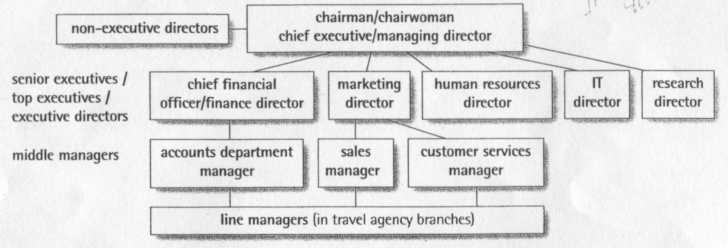 chairman/chairwoman
non-executive directors
chief executive/managing director
senior executives /
top executives /
executive directors
chief financial
officer/finance director
marketing
director
human resources
director
IT
director
research
director
middle managers
accounts department
manager
sales
manager
customer services
manager
line managers (in travel agency branches)